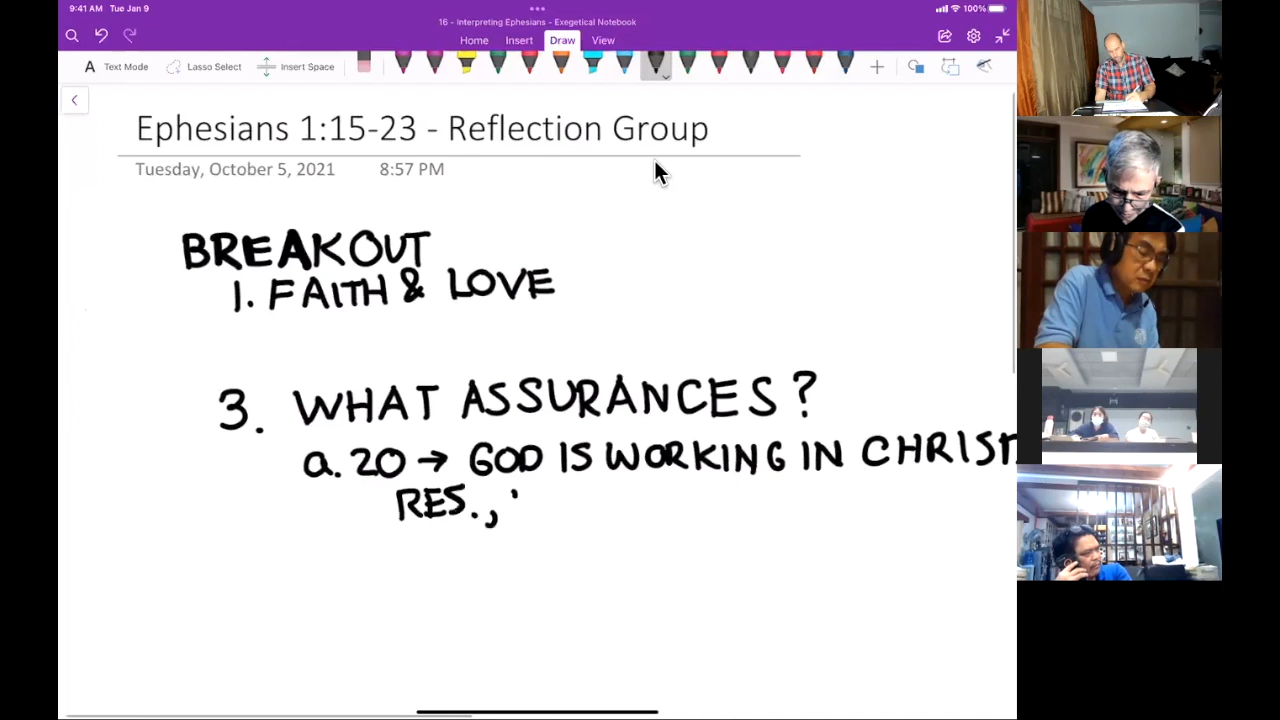 9:41 AM Tue Jan 9
100%
16 - Interpreting Ephesians - Exegetical Notebook
Home Insert Draw View
A Text Mode Lasso Select Insert Space
Ephesians 1:15-23 - Reflection Group
Tuesday, October 5, 2021 8:57 PM
BREAKOUT
1. FAITH & LOVE
3. WHAT ASSURANCES?
a. 20 → GOD IS WORKING IN CHRIST
RES.,